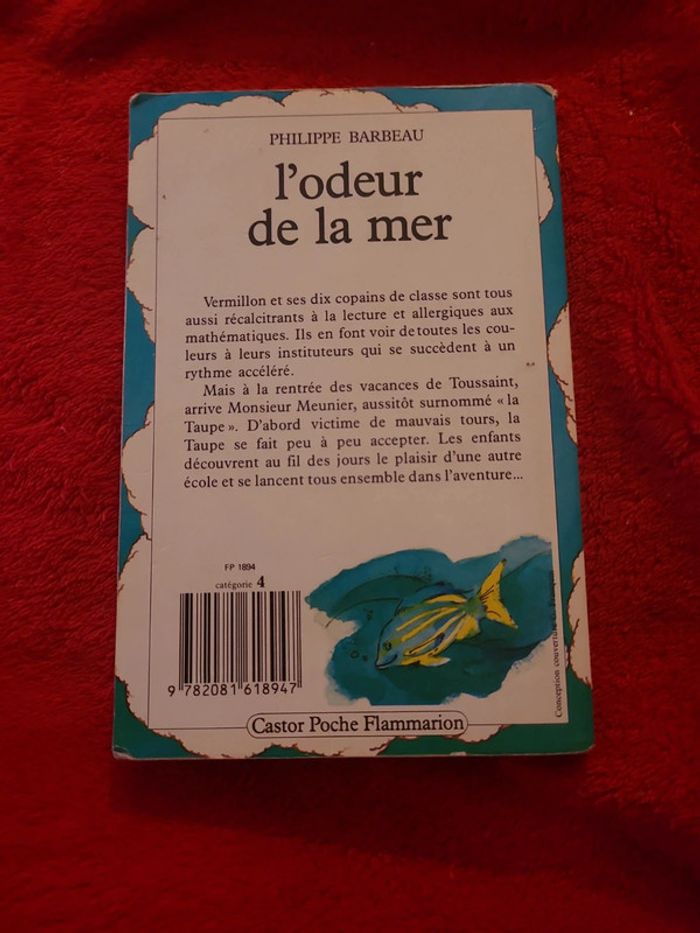 PHILIPPE BARBEAU
l'odeur
de la mer
Vermillon et ses dix copains de classe sont tous
aussi récalcitrants à la lecture et allergiques aux
mathématiques. Ils en font voir de toutes les cou-
leurs à leurs instituteurs qui se succèdent à un
rythme accéléré.
Mais à la rentrée des vacances de Toussaint,
arrive Monsieur Meunier, aussitôt surnommé « la
Taupe ». D'abord victime de mauvais tours, la
Taupe se fait peu à peu accepter. Les enfants
découvrent au fil des jours le plaisir d'une autre
école et se lancent tous ensemble dans l'aventure...
FP 1894
catégorie 4
9 782081 618947
Conception couverture
Castor Poche Flammarion